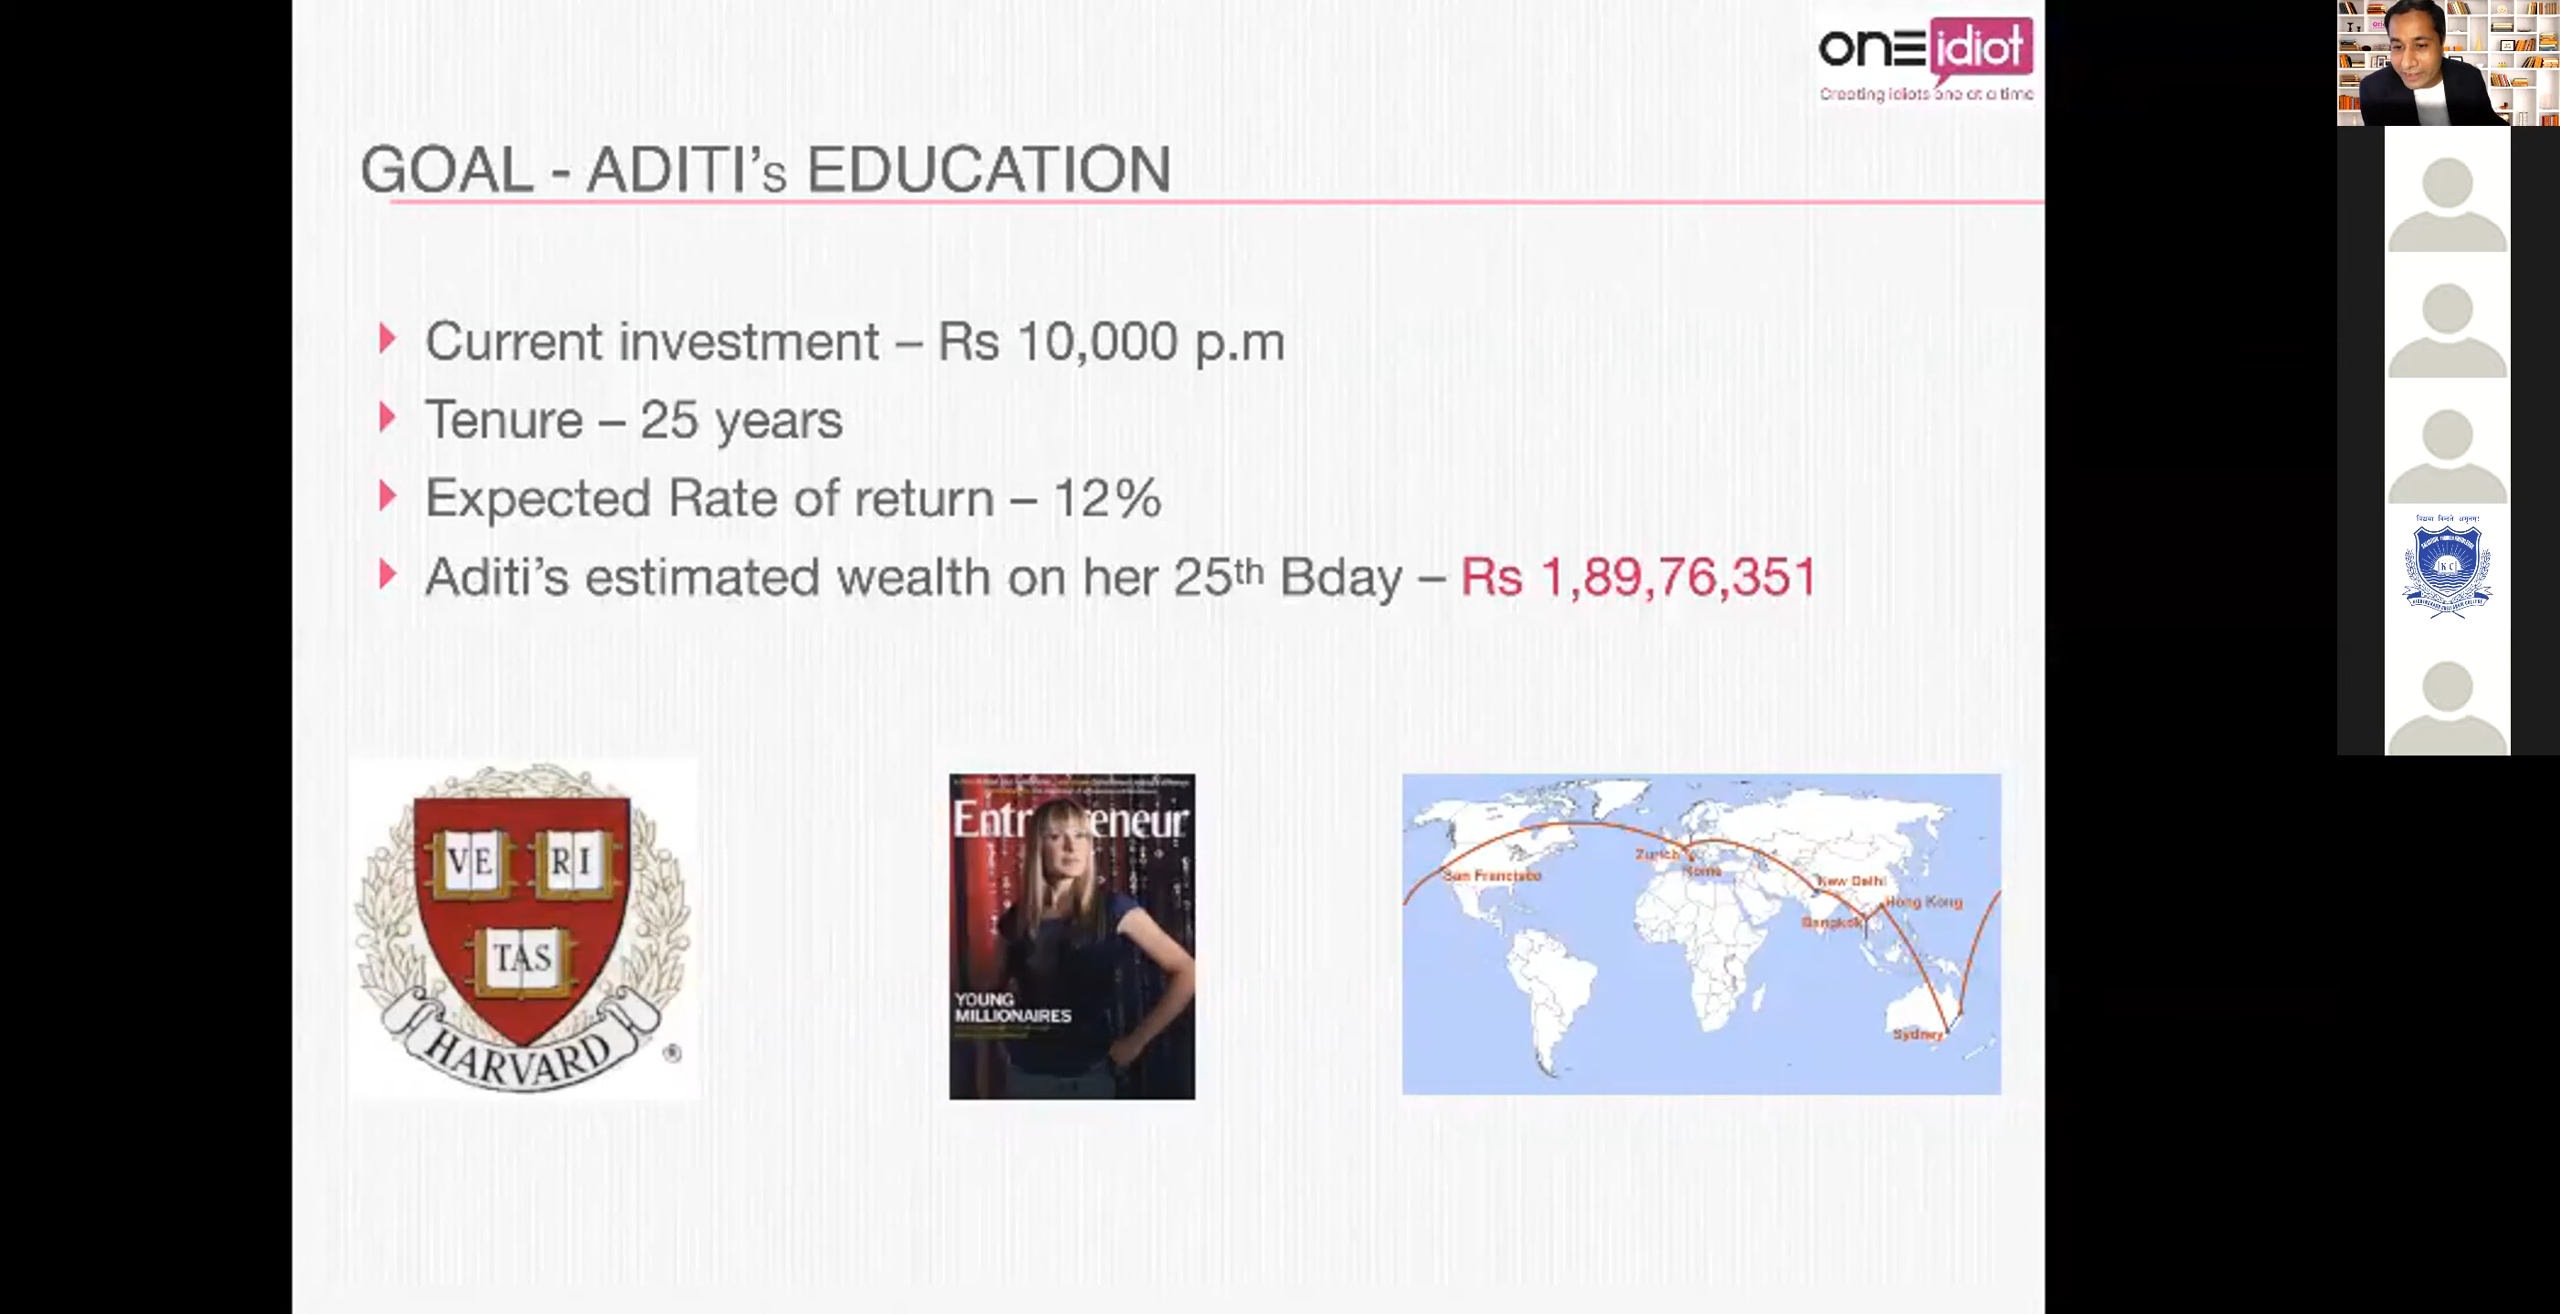 onE idiot
Creating idiots one at a time
GOAL - ADITI's EDUCATION
Current investment – Rs 10,000 p.m
Tenure – 25 years
Expected Rate of return – 12%
Aditi's estimated wealth on her 25th Bday – Rs 1,89,76,351
VE RI
TAS
HARVARD
®
Entr eneur
YOUNG
MILLIONAIRES
Zurich
San Francisco
Rome
New Delhi
Hong Kong
Bangkok
Sydney
K C